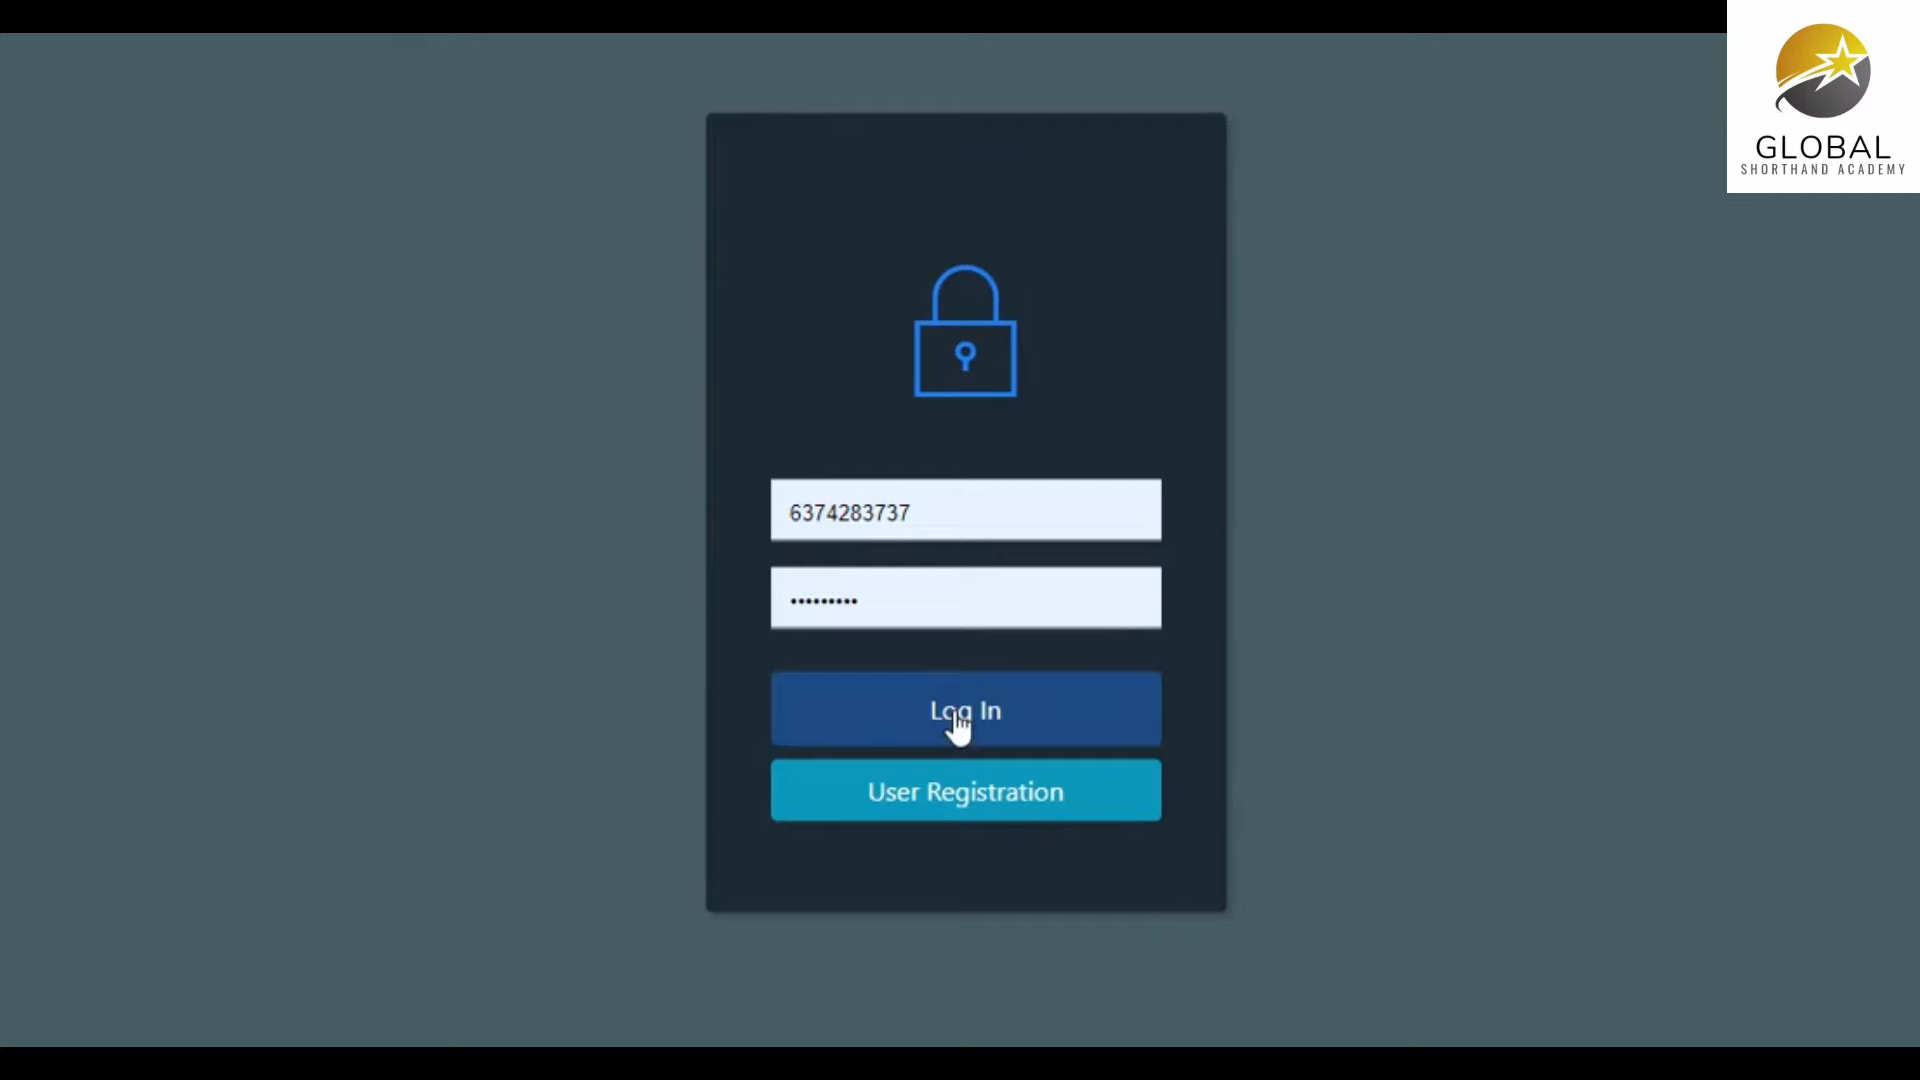 GLOBAL
SHORTHAND ACADEMY
6374283737
•••••••••
Log In
User Registration